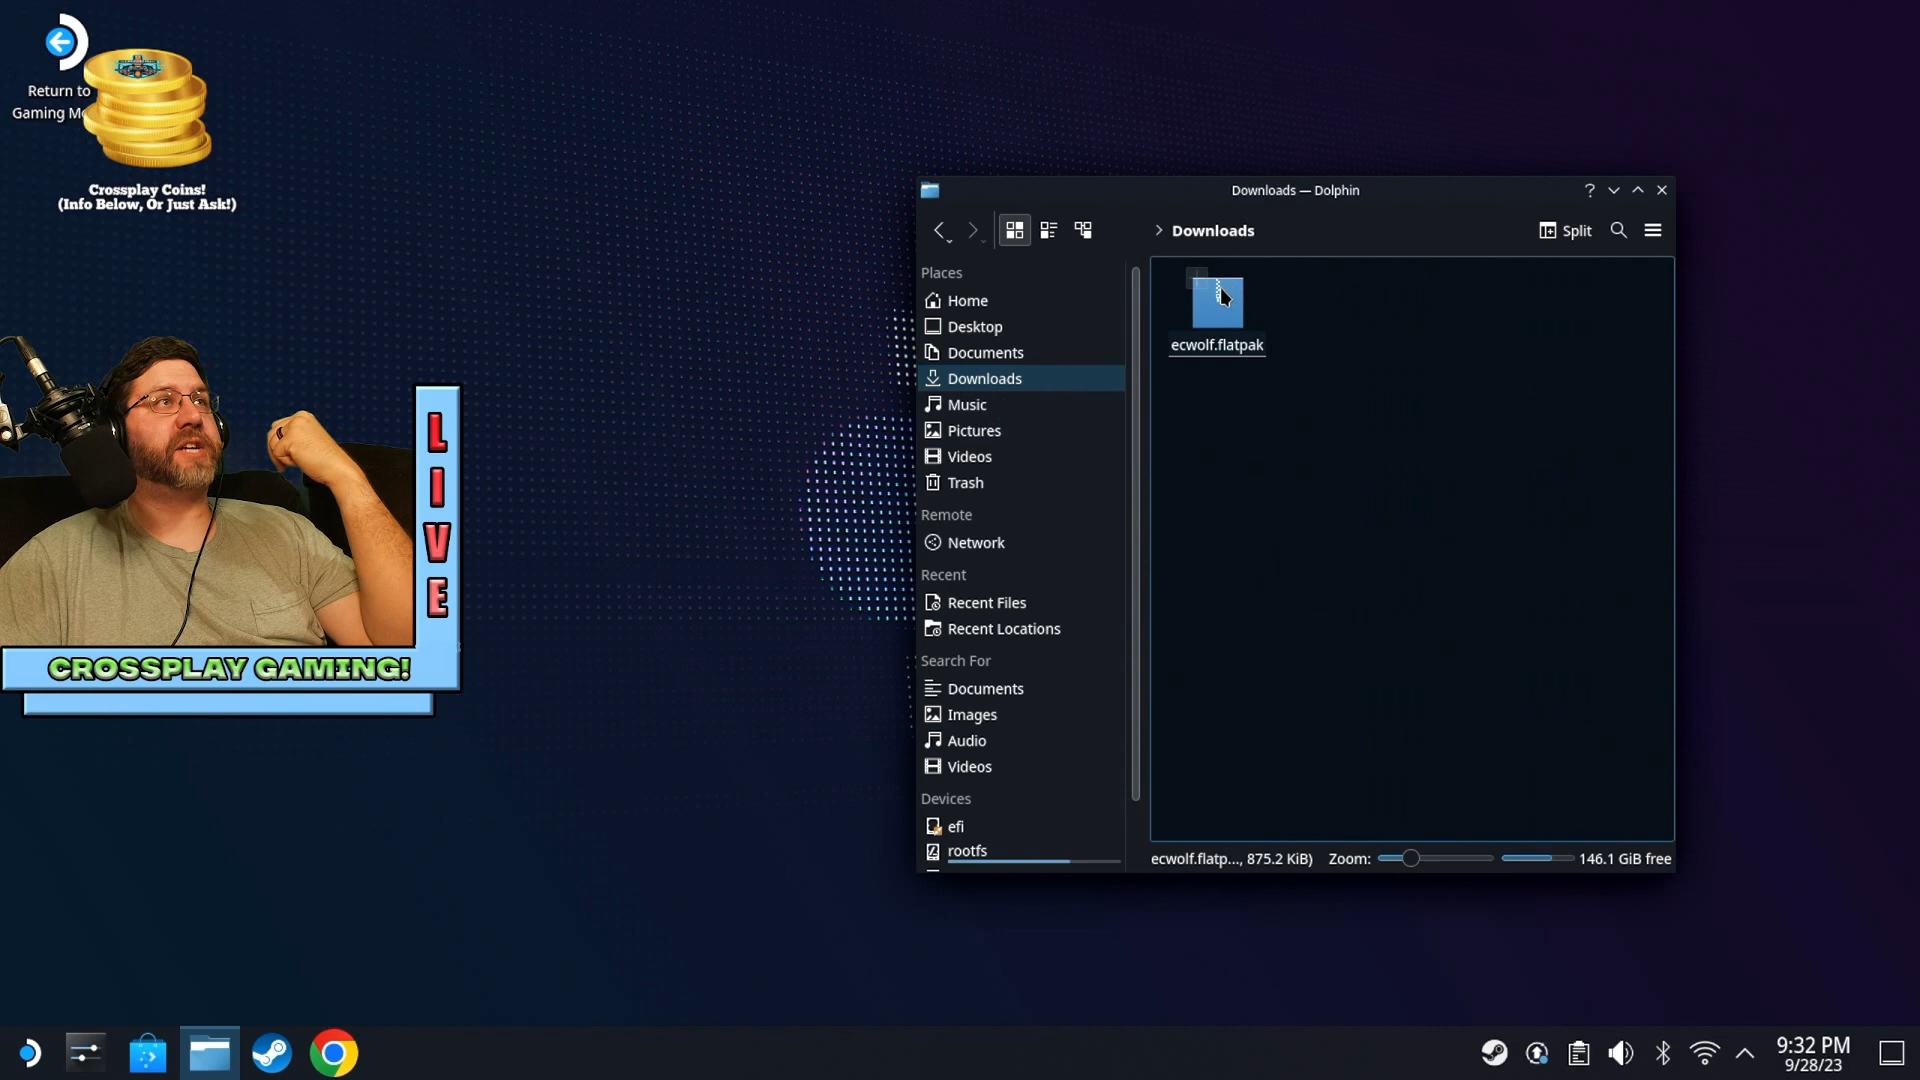 Return to
Gaming Mo
Crossplay Coins!
(Info Below, Or Just Ask!)
LIVE
CROSSPLAY GAMING!
Downloads — Dolphin
Downloads
Split
Places
Home
Desktop
Documents
Downloads
Music
Pictures
Videos
Trash
Remote
Network
Recent
Recent Files
Recent Locations
Search For
Documents
Images
Audio
Videos
Devices
efi
rootfs
ecwolf.flatpak
ecwolf.flatp..., 875.2 KiB)
Zoom:
146.1 GiB free
9:32 PM
9/28/23